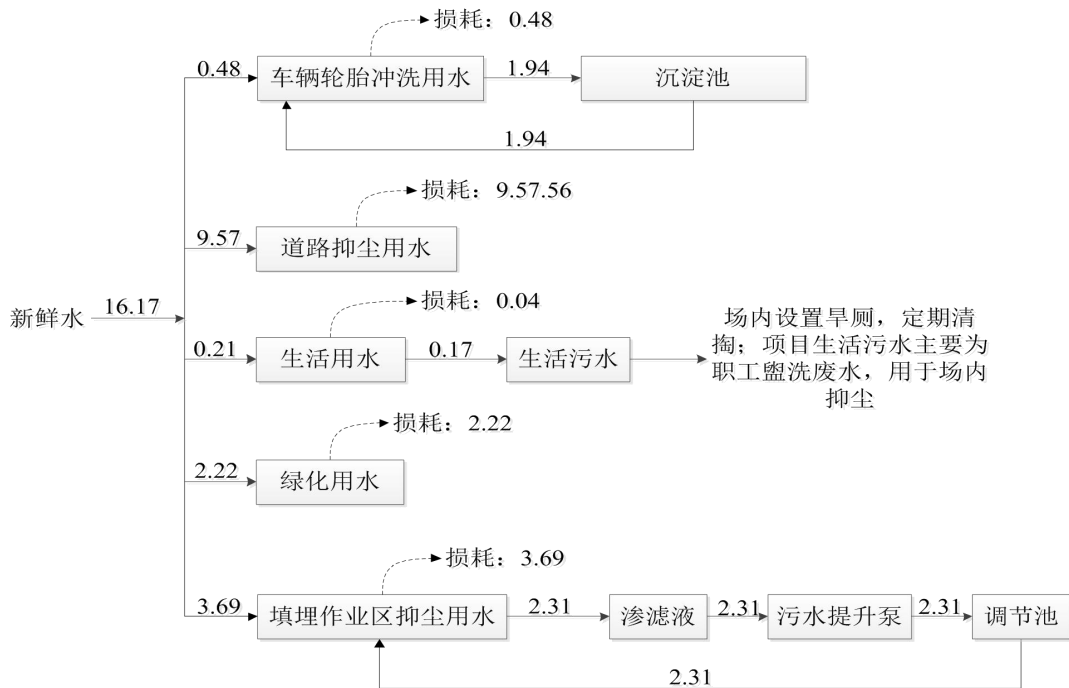 损耗：0.48
0.48
车辆轮胎冲洗用水
1.94
沉淀池
1.94
损耗：9.57.56
9.57
道路抑尘用水
新鲜水
16.17
损耗：0.04
0.21
生活用水
0.17
生活污水
场内设置旱厕，定期清
掏；项目生活污水主要为
职工盥洗废水，用于场内
抑尘
损耗：2.22
2.22
绿化用水
损耗：3.69
3.69
填埋作业区抑尘用水
2.31
渗滤液
2.31
污水提升泵
2.31
调节池
2.31